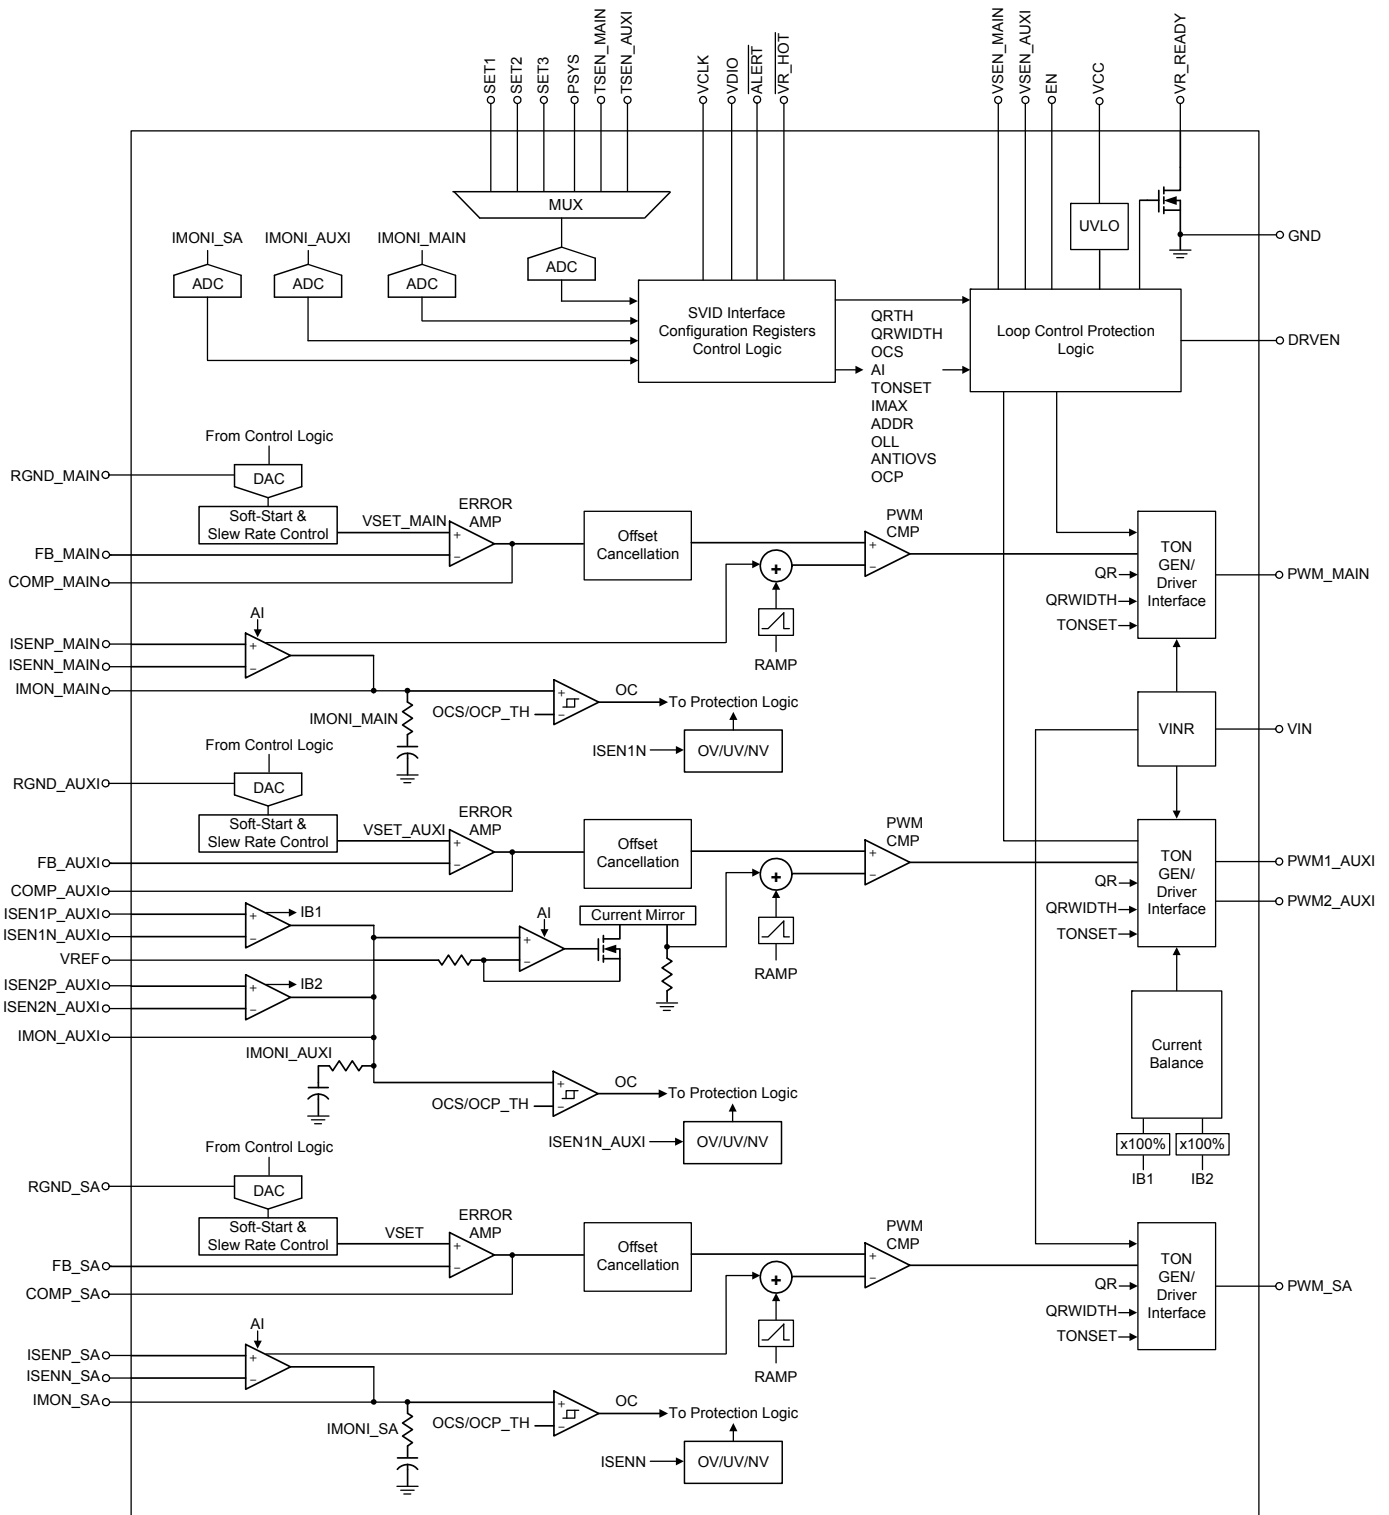 SET1
SET2
SET3
PSYS
TSEN_MAIN
TSEN_AUXI
VCLK
VDIO
ALERT
VR_HOT
VSEN_MAIN
VSEN_AUXI
EN
VCC
VR_READY
MUX
UVLO
GND
IMONI_SA
IMONI_AUXI
IMONI_MAIN
ADC
ADC
ADC
ADC
SVID Interface
Configuration Registers
Control Logic
QRTH
QRWIDTH
OCS
AI
TONSET
IMAX
ADDR
OLL
ANTIOVS
OCP
Loop Control Protection
Logic
DRVEN
From Control Logic
RGND_MAIN
DAC
Soft-Start &
Slew Rate Control
VSET_MAIN
ERROR
AMP
+
−
FB_MAIN
COMP_MAIN
Offset
Cancellation
PWM
CMP
+
−
+
RAMP
TON
GEN/
Driver
Interface
QR
QRWIDTH
TONSET
PWM_MAIN
AI
ISENP_MAIN
ISENN_MAIN
+
−
IMON_MAIN
IMONI_MAIN
OCS/OCP_TH
+
−
OC
To Protection Logic
ISEN1N
OV/UV/NV
VINR
VIN
From Control Logic
RGND_AUXI
DAC
Soft-Start &
Slew Rate Control
VSET_AUXI
ERROR
AMP
+
−
FB_AUXI
COMP_AUXI
Offset
Cancellation
PWM
CMP
+
−
+
RAMP
TON
GEN/
Driver
Interface
QR
QRWIDTH
TONSET
PWM1_AUXI
PWM2_AUXI
ISEN1P_AUXI
ISEN1N_AUXI
+
−
IB1
VREF
AI
+
−
Current Mirror
ISEN2P_AUXI
ISEN2N_AUXI
+
−
IB2
IMON_AUXI
IMONI_AUXI
OCS/OCP_TH
+
−
OC
To Protection Logic
ISEN1N_AUXI
OV/UV/NV
Current
Balance
x100%
x100%
IB1
IB2
From Control Logic
RGND_SA
DAC
Soft-Start &
Slew Rate Control
VSET
ERROR
AMP
+
−
FB_SA
COMP_SA
Offset
Cancellation
PWM
CMP
+
−
+
RAMP
TON
GEN/
Driver
Interface
QR
QRWIDTH
TONSET
PWM_SA
AI
ISENP_SA
ISENN_SA
+
−
IMON_SA
IMONI_SA
OCS/OCP_TH
+
−
OC
To Protection Logic
ISENN
OV/UV/NV